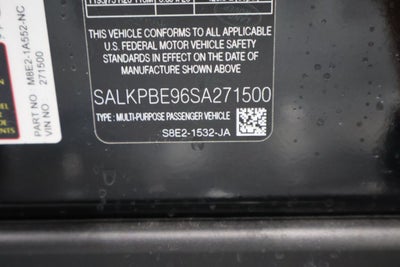 THIS VEHICLE CONFORMS TO ALL APPLICABLE
U.S. FEDERAL MOTOR VEHICLE SAFETY
STANDARDS IN EFFECT ON THE DATE OF
MANUFACTURE SHOWN ABOVE
SALKPBE96SA271500
TYPE: MULTI-PURPOSE PASSENGER VEHICLE
S8E2-1532-JA
PART NO M8E2-1A552-NC
VIN NO 271500